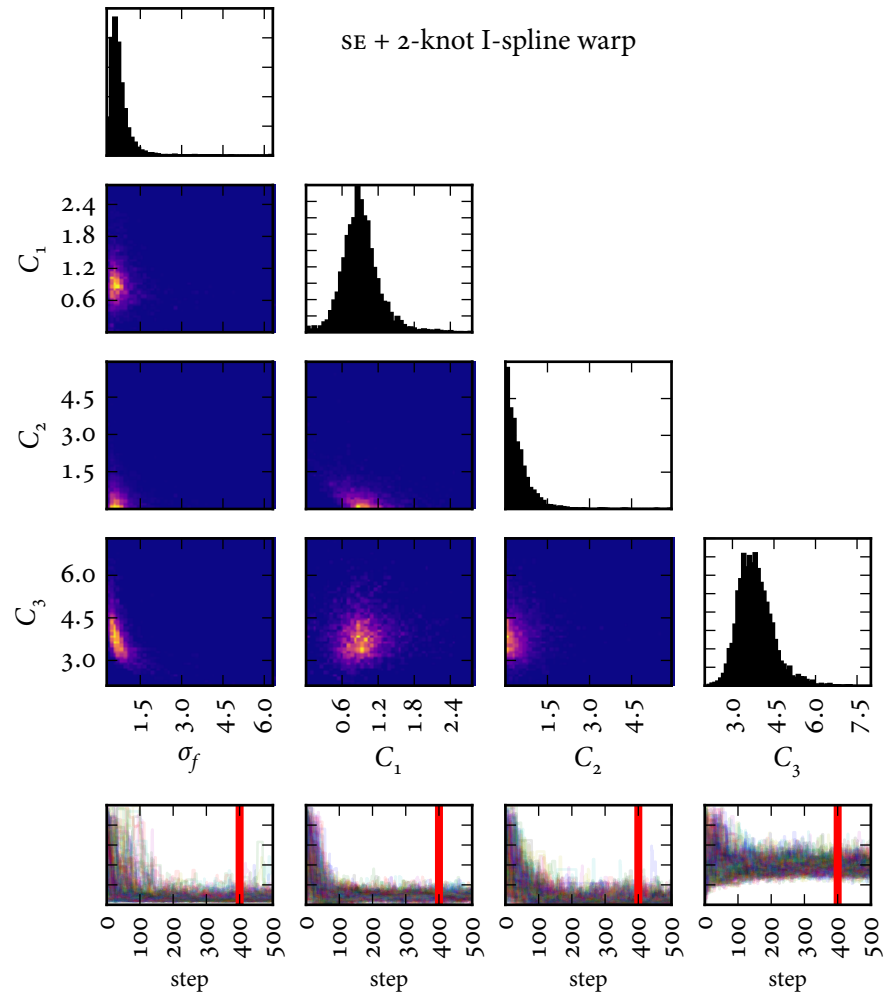 SE + 2-knot I-spline warp
C₁
2.4
1.8
1.2
0.6
C₂
4.5
3.0
1.5
C₃
6.0
4.5
3.0
1.5 3.0 4.5 6.0
0.6 1.2 1.8 2.4
1.5 3.0 4.5
3.0 4.5 6.0 7.5
σ_f C₁ C₂ C₃
0 100 200 300 400 500
0 100 200 300 400 500
0 100 200 300 400 500
0 100 200 300 400 500
step step step step